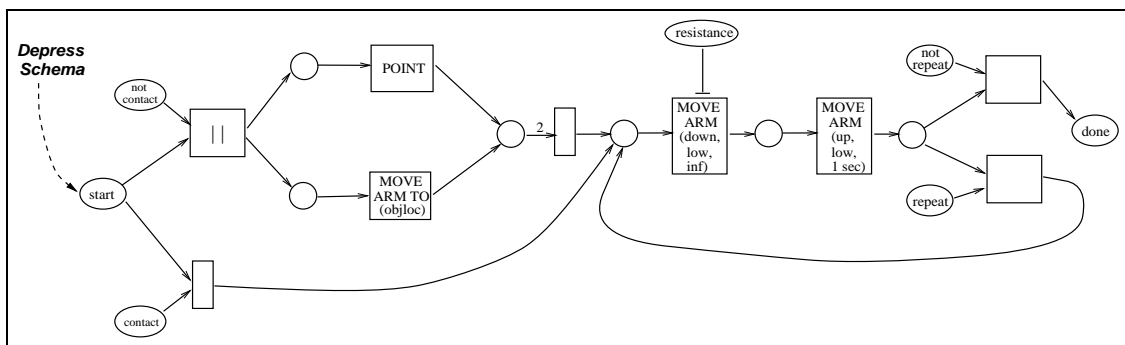 Depress
Schema
start
not
contact
||
POINT
MOVE
ARM TO
(objloc)
contact
2
resistance
MOVE
ARM
(down,
low,
inf)
MOVE
ARM
(up,
low,
1 sec)
not
repeat
repeat
done